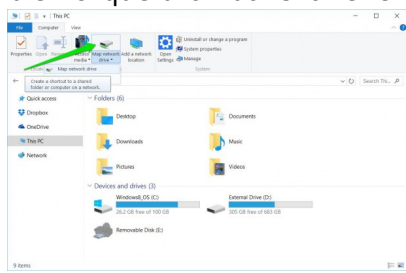 This PC
File
Computer
View
Properties
Open
media
Map network
drive
Add a network
location
Open
Settings
Uninstall or change a program
System properties
Manage
Map network drive
System
Create a shortcut to a shared
folder or computer on a network.
Search This...
Quick access
Dropbox
OneDrive
This PC
Network
Folders (6)
Desktop
Documents
Downloads
Music
Pictures
Videos
Devices and drives (3)
Windows8_OS (C:)
26.2 GB free of 100 GB
External Drive (D:)
305 GB free of 683 GB
Removable Disk (E:)
9 items